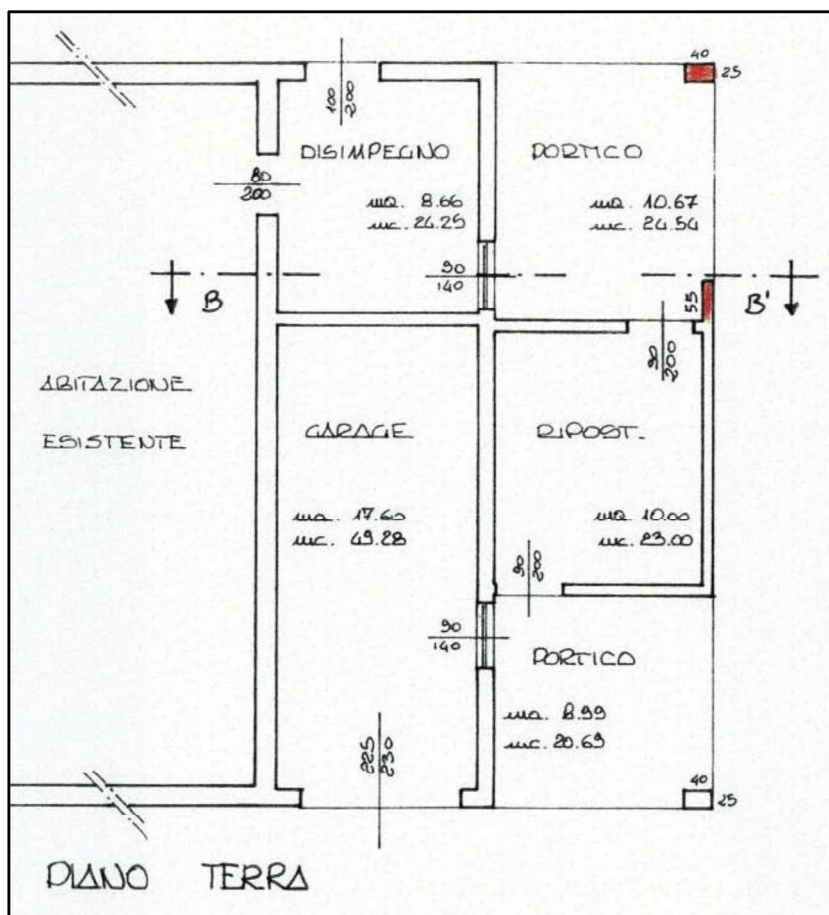 40
25
100
200
DISIMPEGNO
PORTICO
80
200
mq. 8.66
mc. 24.25
mq. 10.67
mc. 24.54
90
140
B
55
B'
90
200
ABITAZIONE
ESISTENTE
GARAGE
RIPOST.
mq. 17.60
mc. 49.28
mq. 10.00
mc. 23.00
90
200
90
140
PORTICO
mq. 8.99
mc. 20.69
225
230
40
25
PIANO TERRA